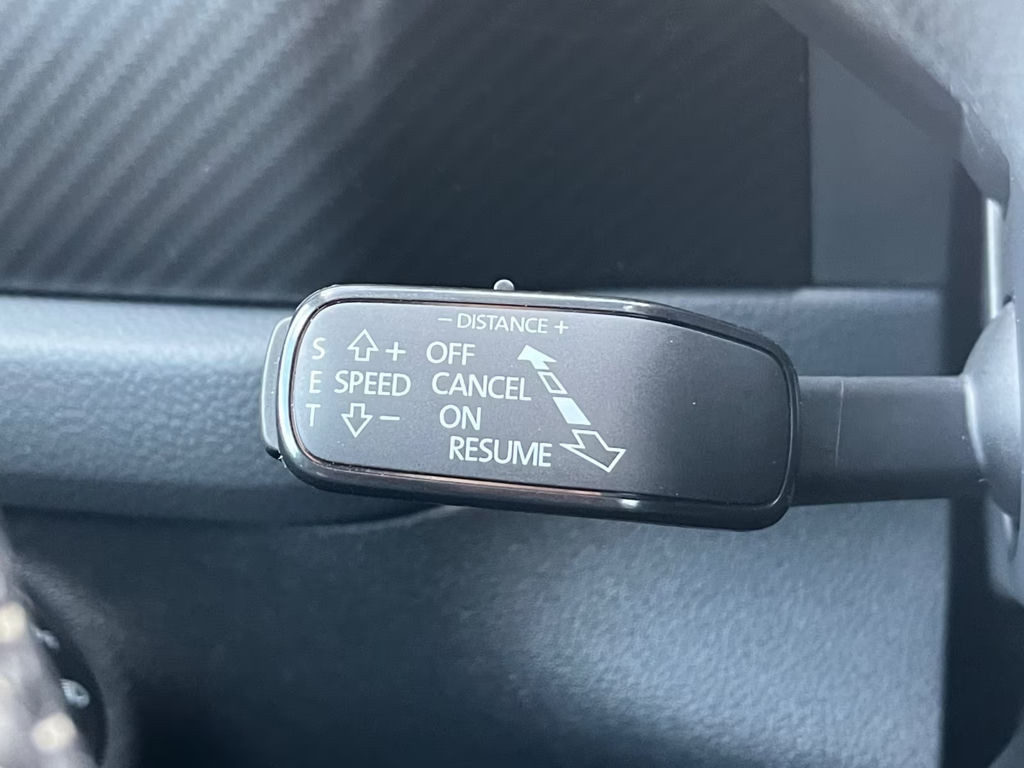 – DISTANCE +
S + OFF
E SPEED CANCEL
T – ON
RESUME